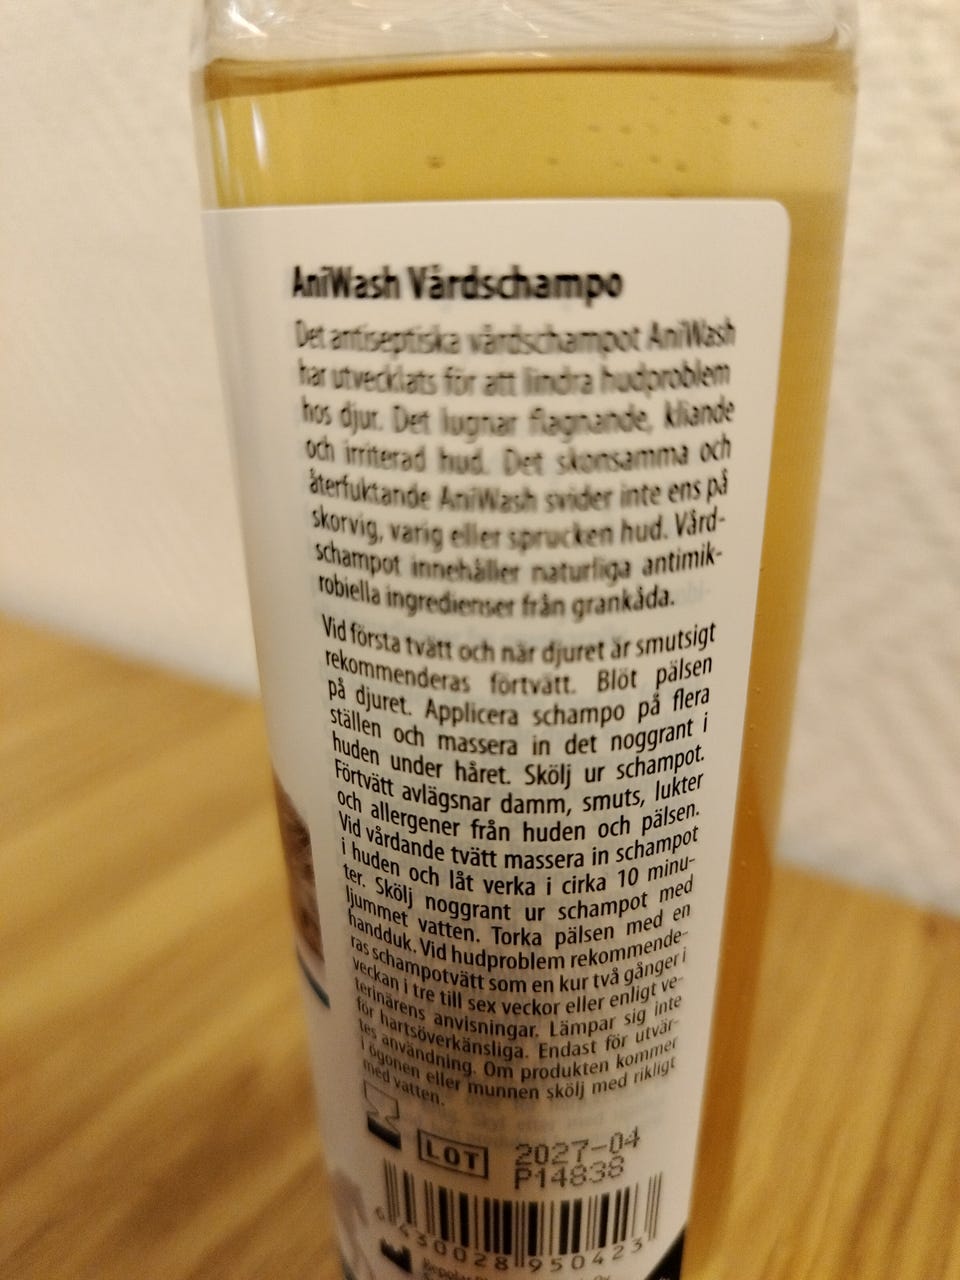 AniWash Vårdschampo
Det antiseptiska vårdschampot AniWash
har utvecklats för att lindra hudproblem
hos djur. Det lugnar flagnande, kliande
och irriterad hud. Det skonsamma och
återfuktande AniWash svider inte ens på
skorvig, varig eller sprucken hud. Vård-
schampot innehåller naturliga antimik-
robiella ingredienser från grankåda.
Vid första tvätt och när djuret är smutsigt
rekommenderas förtvätt. Blöt pälsen
på djuret. Applicera schampo på flera
ställen och massera in det noggrant i
huden under håret. Skölj ur schampot.
Förtvätt avlägsnar damm, smuts, lukter
och allergener från huden och pälsen.
Vid vårdande tvätt massera in schampot
i huden och låt verka i cirka 10 minu-
ter. Skölj noggrant ur schampot med
ljummet vatten. Torka pälsen med en
handduk. Vid hudproblem rekommende-
ras schampotvätt som en kur två gånger i
veckan i tre till sex veckor eller enligt ve-
terinärens anvisningar. Lämpar sig inte
för hartsöverkänsliga. Endast för utvär-
tes användning. Om produkten kommer
i ögonen eller munnen skölj med rikligt
med vatten.
LOT
2027-04
P14838
6 430028 950423